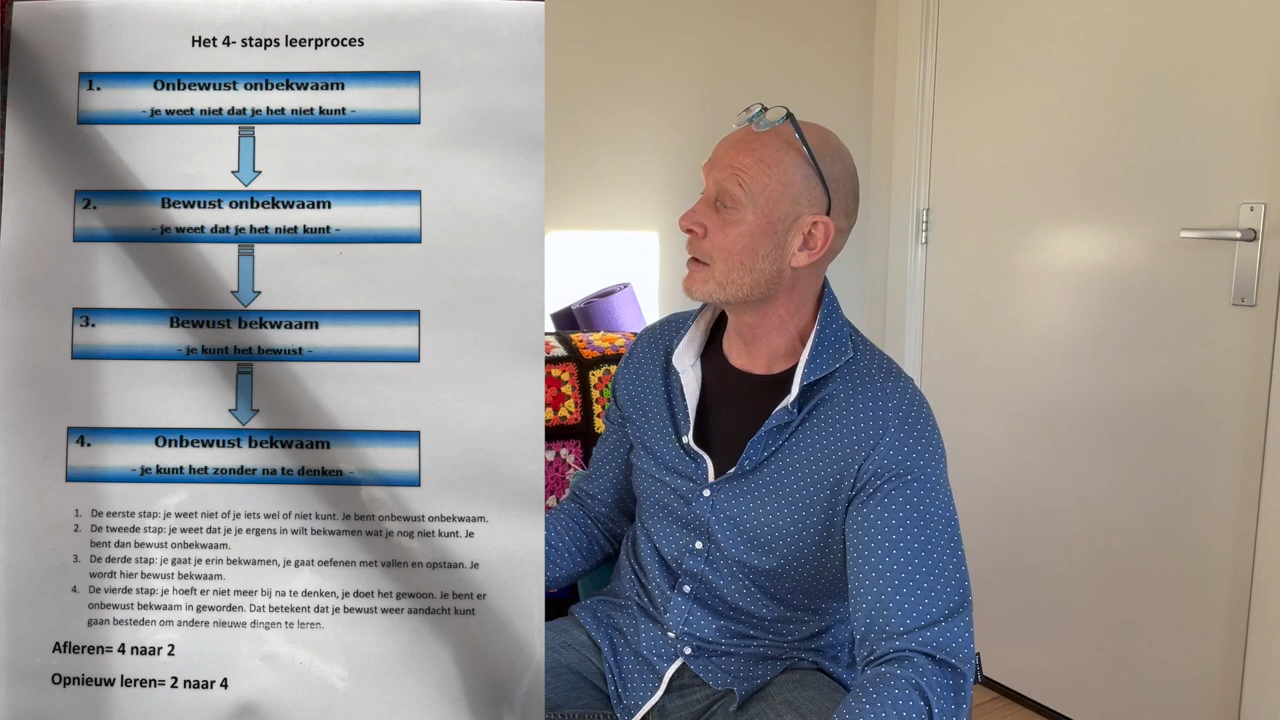 Het 4- staps leerproces
1. Onbewust onbekwaam
- je weet niet dat je het niet kunt -
2. Bewust onbekwaam
- je weet dat je het niet kunt -
3. Bewust bekwaam
- je kunt het bewust -
4. Onbewust bekwaam
- je kunt het zonder na te denken -
1. De eerste stap: je weet niet of je iets wel of niet kunt. Je bent onbewust onbekwaam.
2. De tweede stap: je weet dat je je ergens in wilt bekwamen wat je nog niet kunt. Je
bent dan bewust onbekwaam.
3. De derde stap: je gaat je erin bekwamen, je gaat oefenen met vallen en opstaan. Je
wordt hier bewust bekwaam.
4. De vierde stap: je hoeft er niet meer bij na te denken, je doet het gewoon. Je bent er
onbewust bekwaam in geworden. Dat betekent dat je bewust weer aandacht kunt
gaan besteden om andere nieuwe dingen te leren.
Afleren= 4 naar 2
Opnieuw leren= 2 naar 4